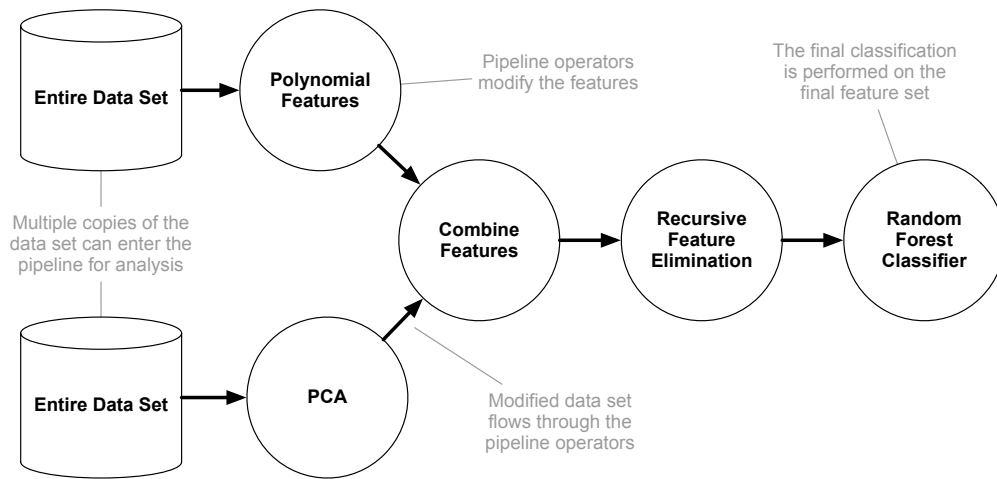 Entire Data Set
Polynomial
Features
Pipeline operators
modify the features
The final classification
is performed on the
final feature set
Multiple copies of the
data set can enter the
pipeline for analysis
Combine
Features
Recursive
Feature
Elimination
Random
Forest
Classifier
Entire Data Set
PCA
Modified data set
flows through the
pipeline operators